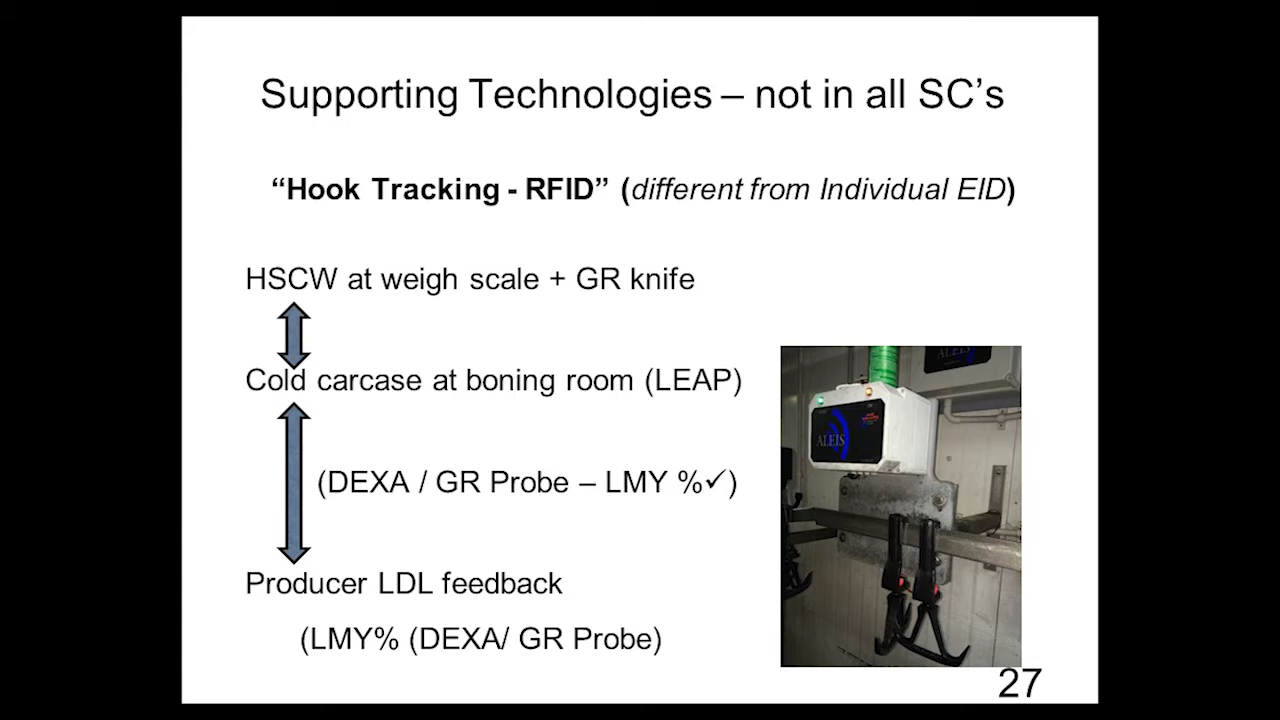 Supporting Technologies – not in all SC’s
“Hook Tracking - RFID” (different from Individual EID)
HSCW at weigh scale + GR knife
Cold carcase at boning room (LEAP)
(DEXA / GR Probe – LMY %✓)
Producer LDL feedback
(LMY% (DEXA/ GR Probe)
ALEIS
ALEIS
27